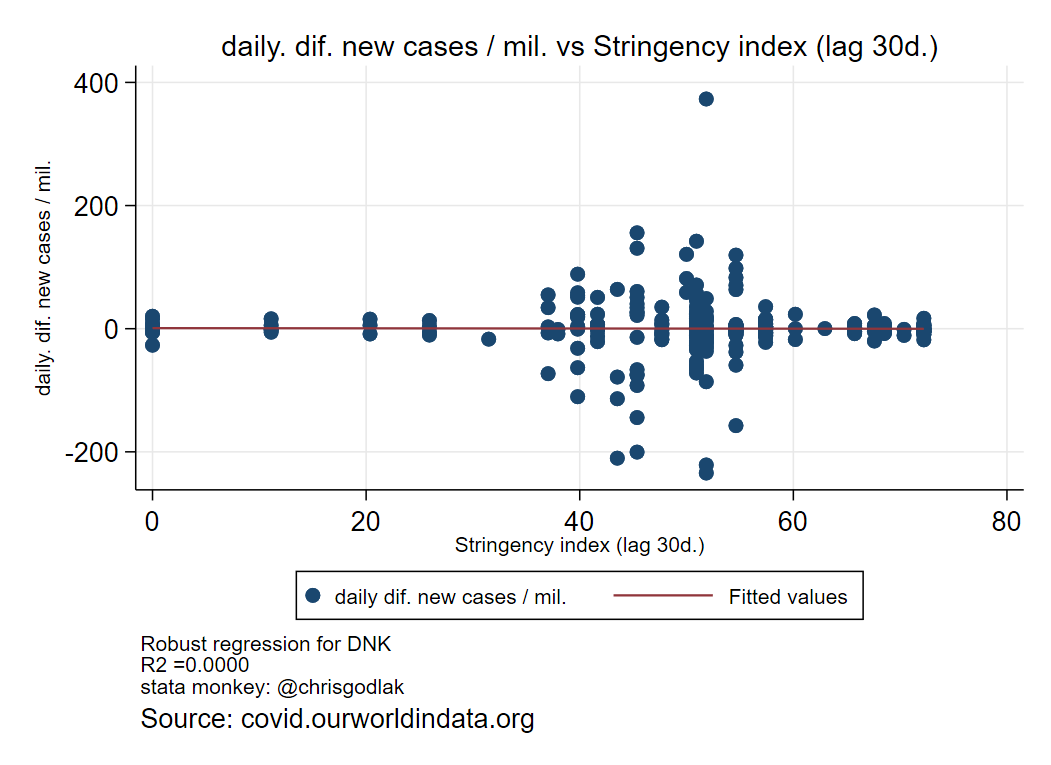 daily. dif. new cases / mil. vs Stringency index (lag 30d.)
daily. dif. new cases / mil.
400
200
0
-200
0 20 40 60 80
Stringency index (lag 30d.)
daily dif. new cases / mil. Fitted values
Robust regression for DNK
R2 =0.0000
stata monkey: @chrisgodlak
Source: covid.ourworldindata.org